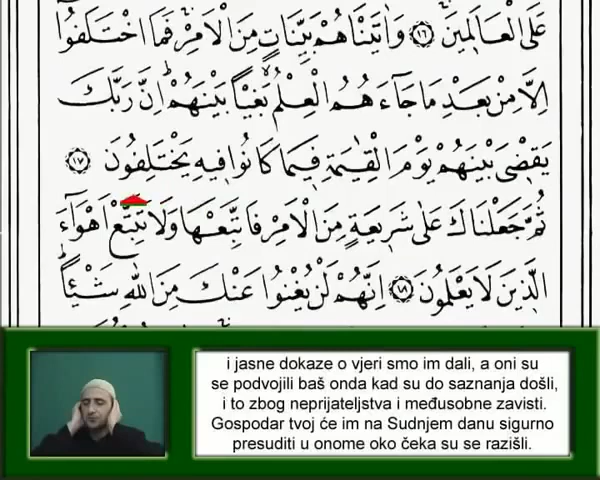 عَلَى الْعَالَمِينَ ﴿١٦﴾ وَاٰتَيْنَاهُمْ بَيِّنَاتٍ مِنَ الْاَمْرِ فَمَا اخْتَلَفُٓوا
اِلَّا مِنْ بَعْدِ مَا جَٓاءَهُمُ الْعِلْمُ بَغْيًا بَيْنَهُمْ اِنَّ رَبَّكَ
يَقْضِي بَيْنَهُمْ يَوْمَ الْقِيٰمَةِ فِيمَا كَانُوا فِيهِ يَخْتَلِفُونَ ﴿١٧﴾
ثُمَّ جَعَلْنَاكَ عَلٰى شَرِيعَةٍ مِنَ الْاَمْرِ فَاتَّبِعْهَا وَلَا تَتَّبِعْ اَهْوَٓاءَ
الَّذِينَ لَا يَعْلَمُونَ ﴿١٨﴾ اِنَّهُمْ لَنْ يُغْنُوا عَنْكَ مِنَ اللّٰهِ شَيْـًٔا
i jasne dokaze o vjeri smo im dali, a oni su
se podvojili baš onda kad su do saznanja došli,
i to zbog neprijateljstva i međusobne zavisti.
Gospodar tvoj će im na Sudnjem danu sigurno
presuditi u onome oko čeka su se razišli.